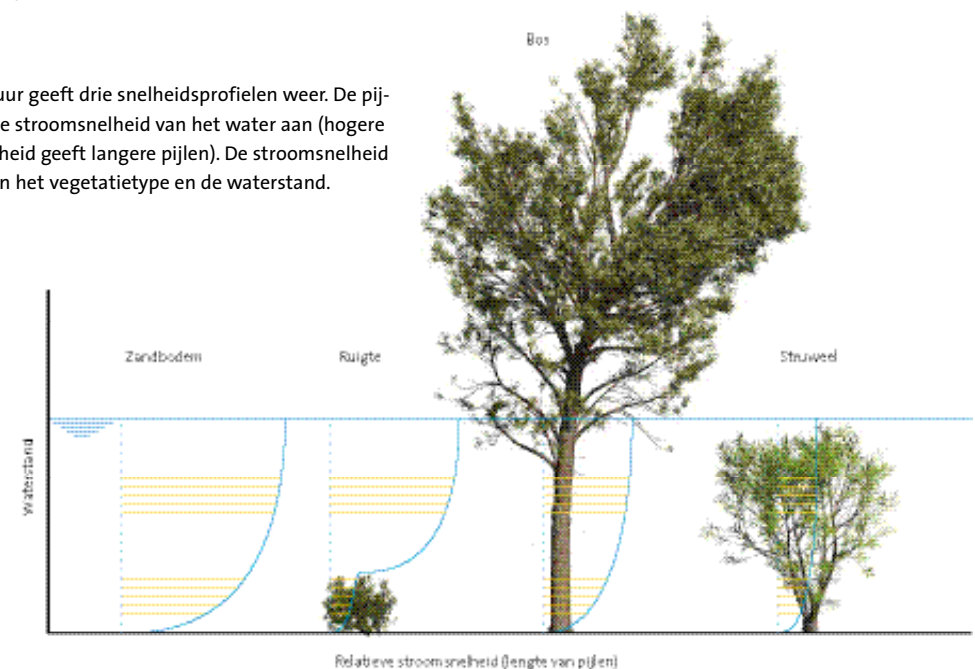 Bos
uur geeft drie snelheidsprofielen weer. De pij-
e stroomsnelheid van het water aan (hogere
heid geeft langere pijlen). De stroomsnelheid
n het vegetatietype en de waterstand.
Zandbodem
Ruigte
Struweel
Waterstand
Relatieve stroomsnelheid (lengte van pijlen)